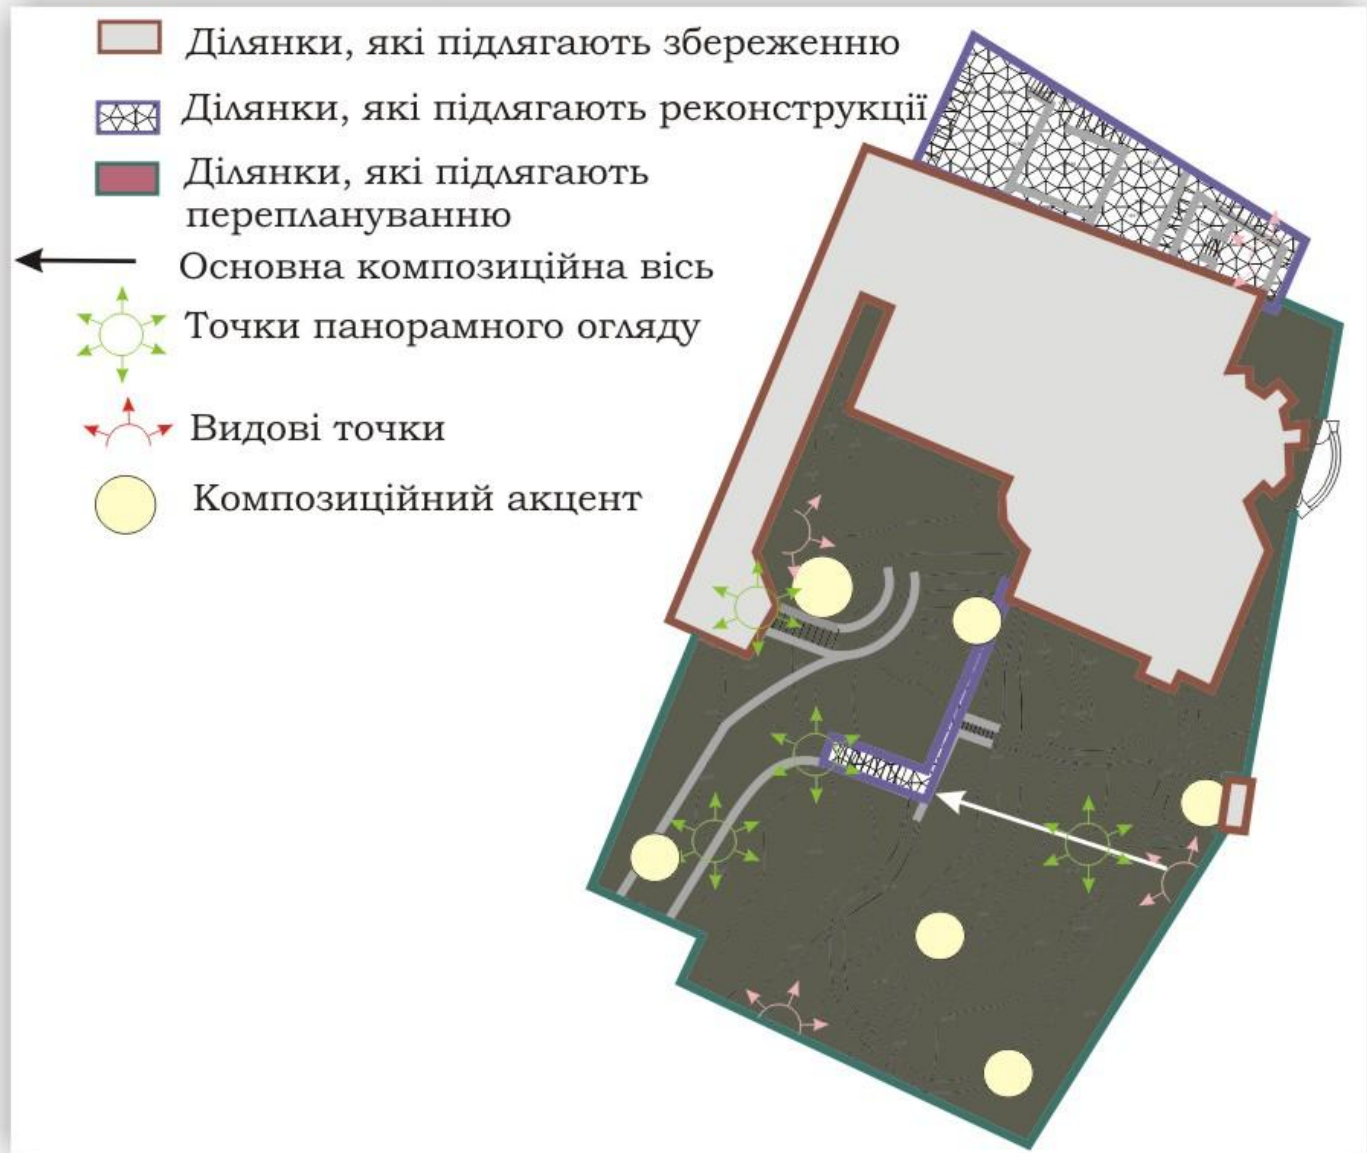 Ділянки, які підлягають збереженню
Ділянки, які підлягають реконструкції
Ділянки, які підлягають
переплануванню
Основна композиційна вісь
Точки панорамного огляду
Видові точки
Композиційний акцент